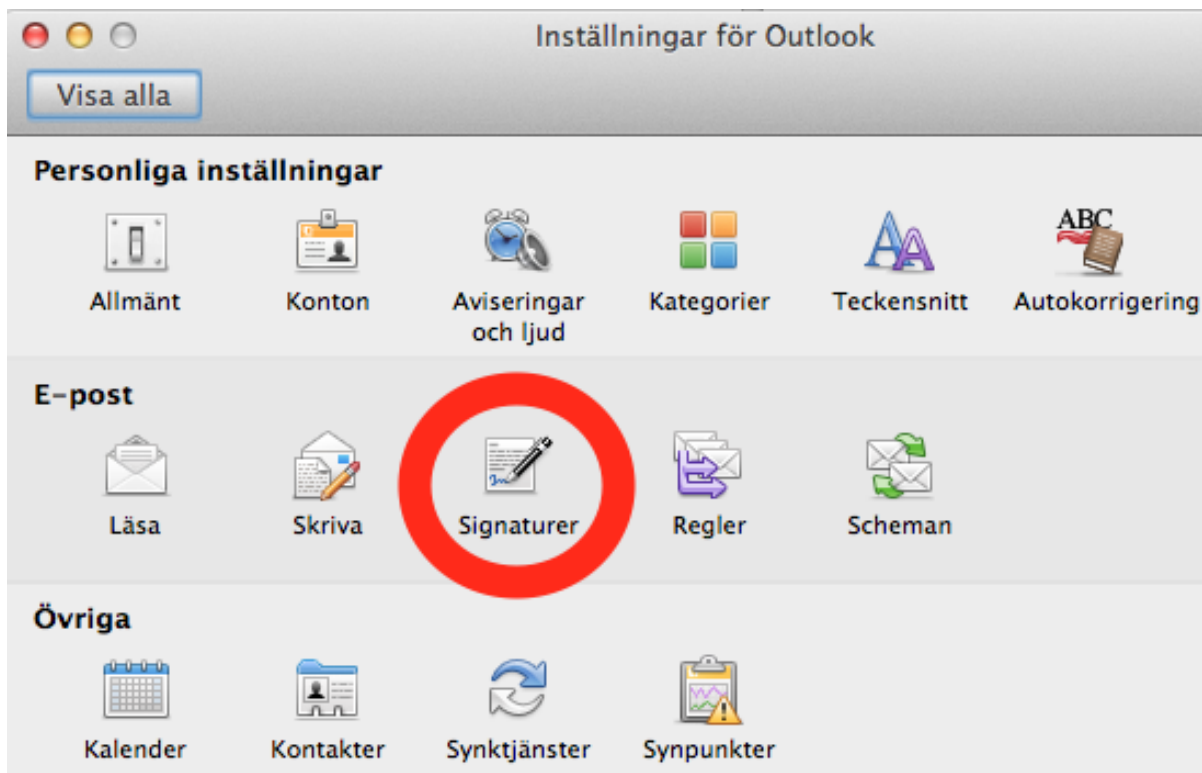 Inställningar för Outlook
Visa alla
Personliga inställningar
Allmänt
Konton
Aviseringar
och ljud
Kategorier
Teckensnitt
ABC
Autokorrigering
E-post
Läsa
Skriva
Signaturer
Regler
Scheman
Övriga
Kalender
Kontakter
Synktjänster
Synpunkter